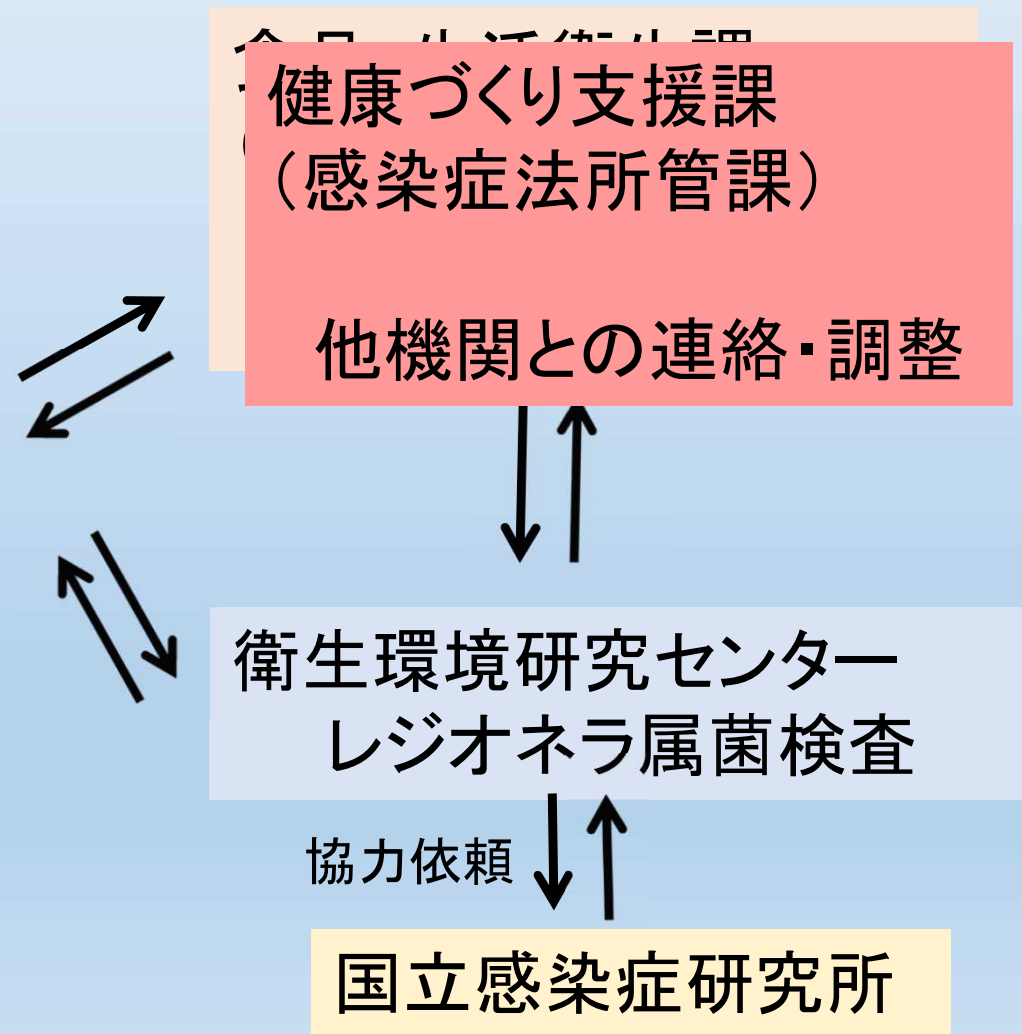 健康づくり支援課
(感染症法所管課)
他機関との連絡・調整
衛生環境研究センター
レジオネラ属菌検査
協力依頼
国立感染症研究所